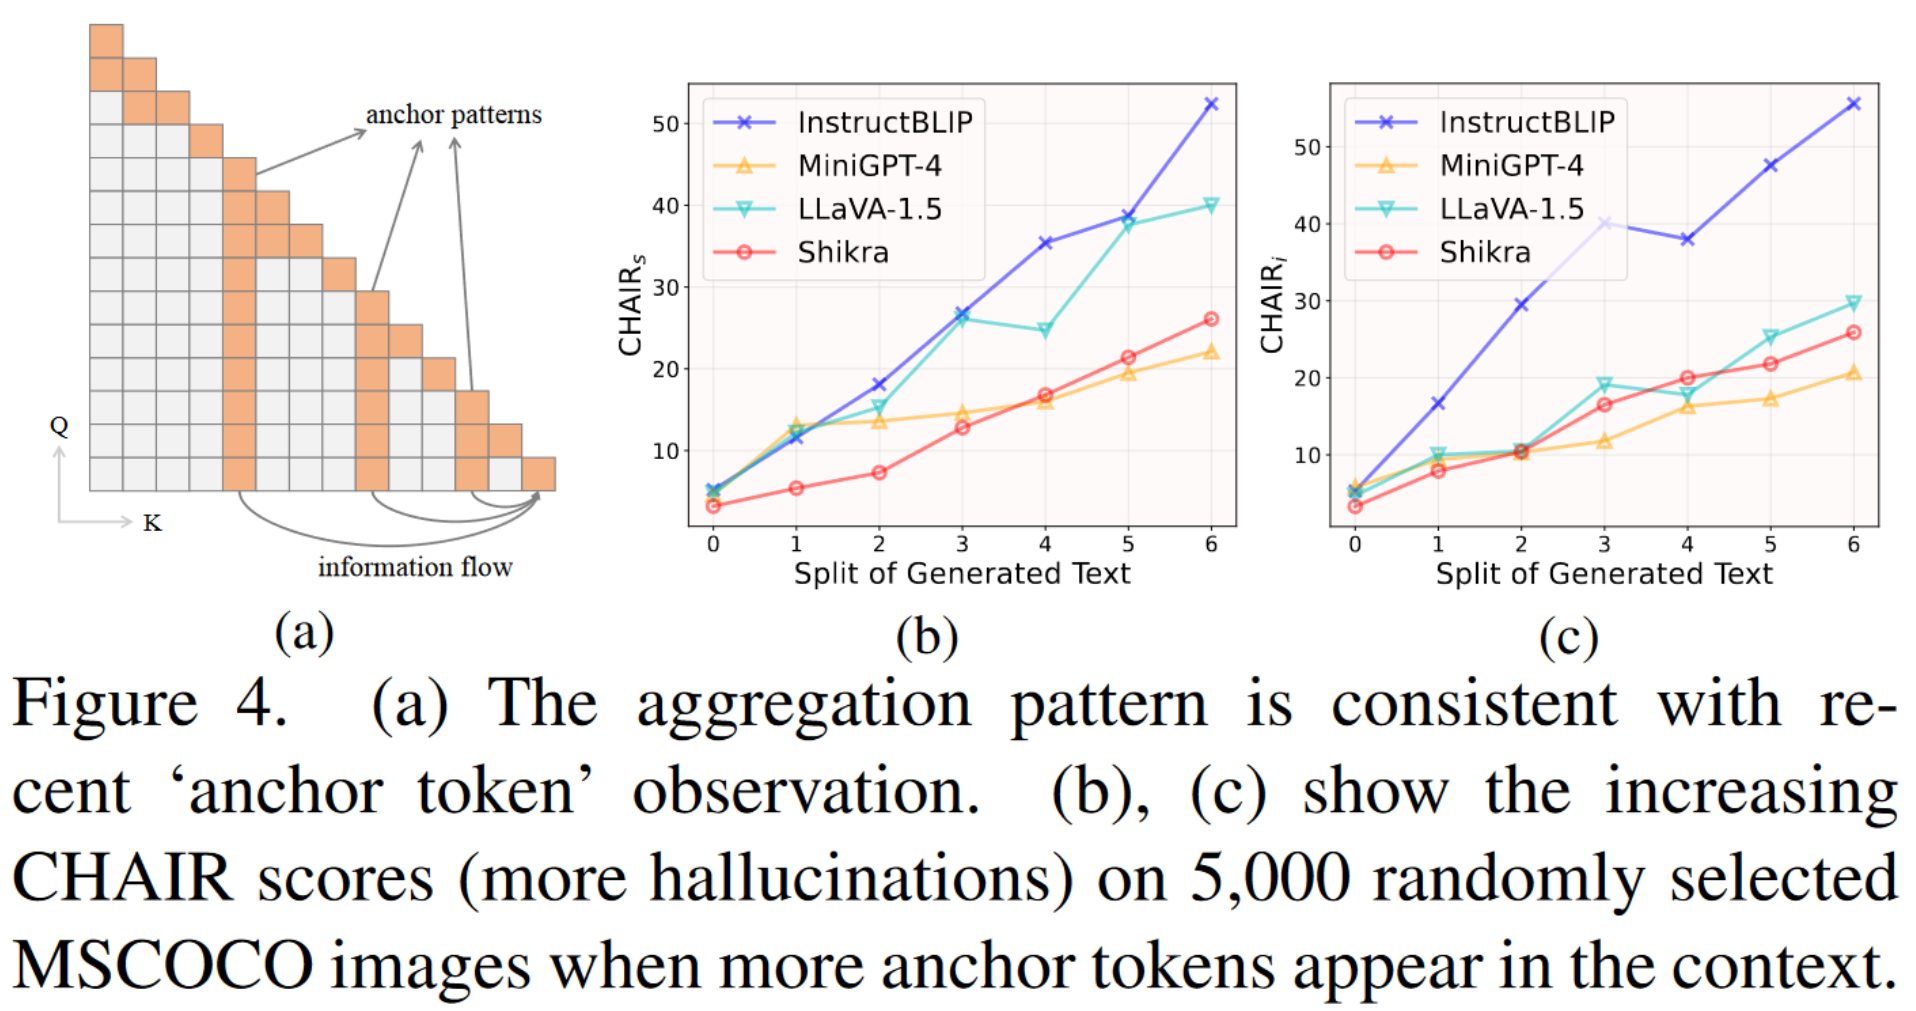 anchor patterns
Q
K
information flow
(a)
InstructBLIP
MiniGPT-4
LLaVA-1.5
Shikra
CHAIRₛ
50
40
30
20
10
0 1 2 3 4 5 6
Split of Generated Text
(b)
InstructBLIP
MiniGPT-4
LLaVA-1.5
Shikra
CHAIRᵢ
50
40
30
20
10
0 1 2 3 4 5 6
Split of Generated Text
(c)
Figure 4. (a) The aggregation pattern is consistent with re-
cent ‘anchor token’ observation. (b), (c) show the increasing
CHAIR scores (more hallucinations) on 5,000 randomly selected
MSCOCO images when more anchor tokens appear in the context.